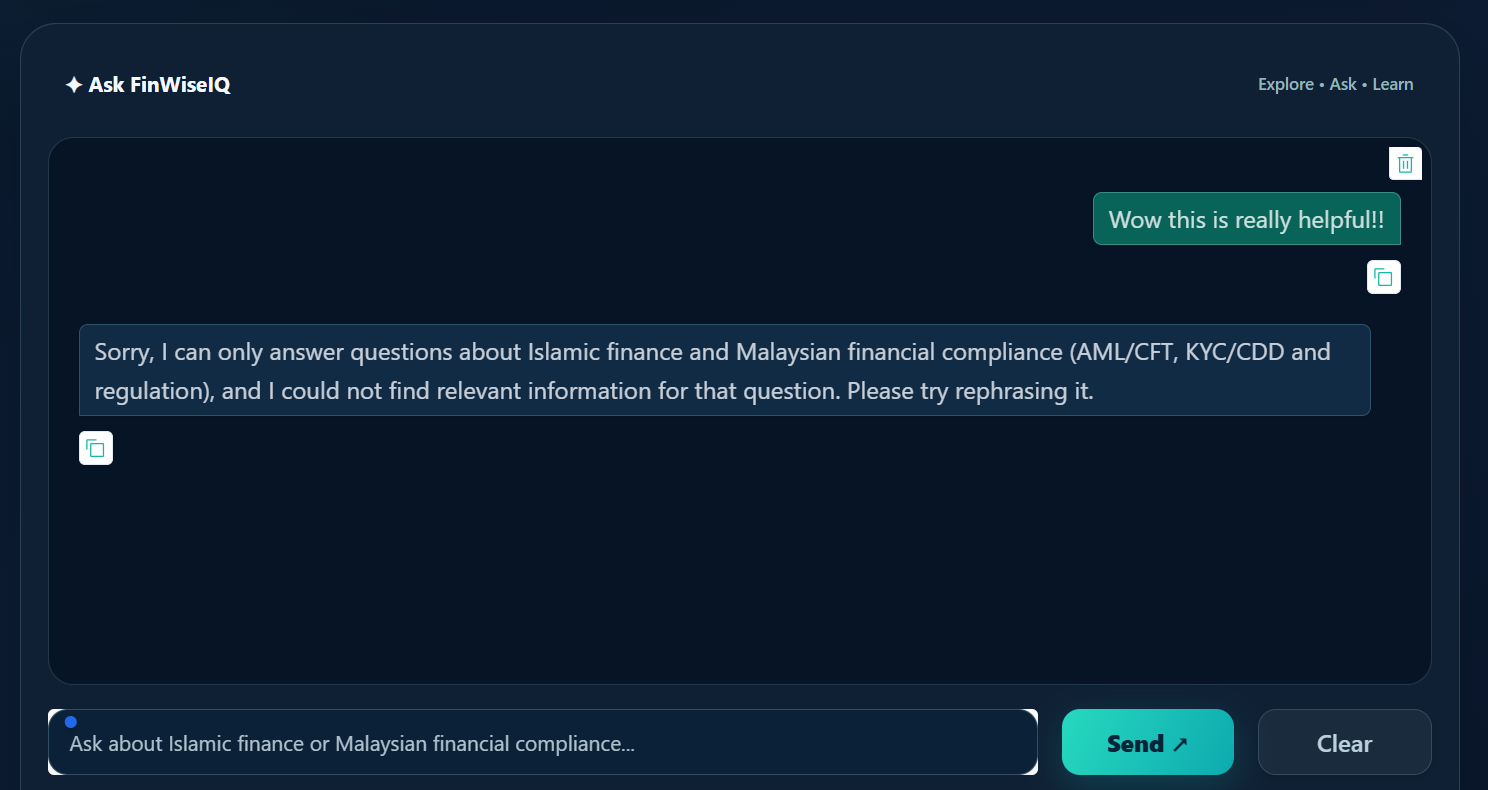 ✦ Ask FinWiseIQ
Explore • Ask • Learn
Wow this is really helpful!!
Sorry, I can only answer questions about Islamic finance and Malaysian financial compliance (AML/CFT, KYC/CDD and
regulation), and I could not find relevant information for that question. Please try rephrasing it.
Ask about Islamic finance or Malaysian financial compliance...
Send ↗
Clear